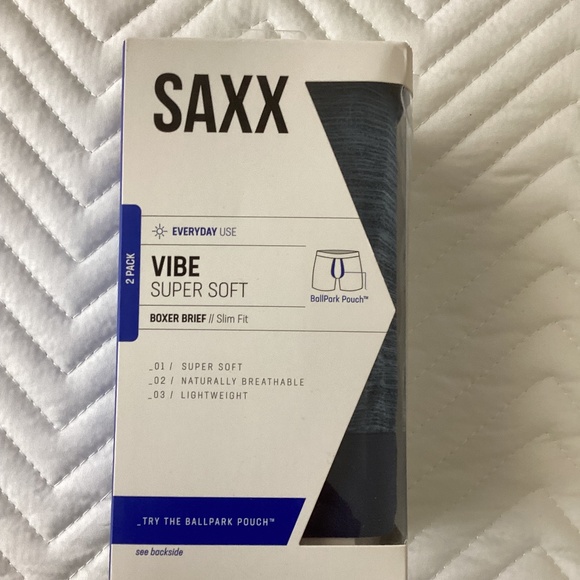 SAXX
2 PACK
EVERYDAY USE
VIBE
SUPER SOFT
BallPark Pouch™
BOXER BRIEF // Slim Fit
_01 / SUPER SOFT
_02 / NATURALLY BREATHABLE
_03 / LIGHTWEIGHT
_TRY THE BALLPARK POUCH™
see backside